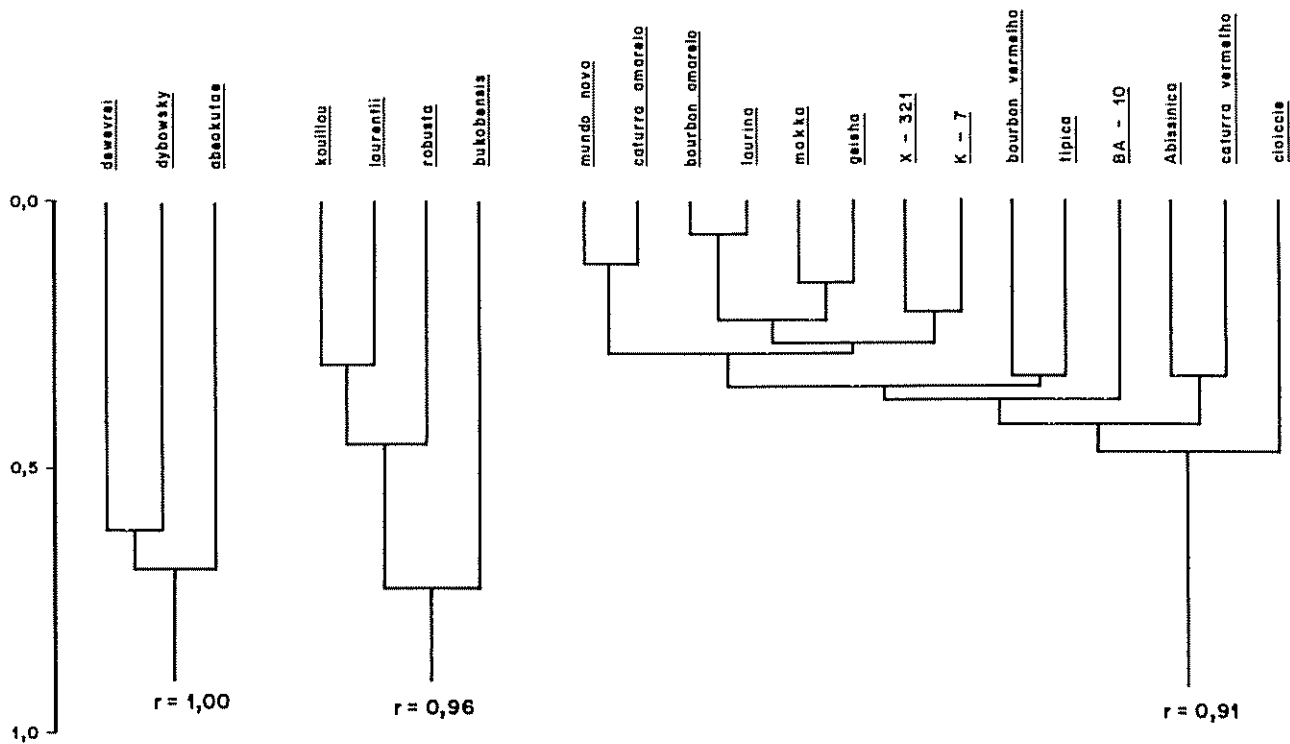 dewevrei
dybowsky
abeokutae
kouillou
laurentii
robusta
bukobensis
mundo novo
caturra amarelo
bourbon amarelo
laurina
mokka
geisha
X - 321
K - 7
bourbon vermelho
tipica
BA - 10
Abissinica
caturra vermelho
cioiccie
0,0
0,5
1,0
r = 1,00
r = 0,96
r = 0,91